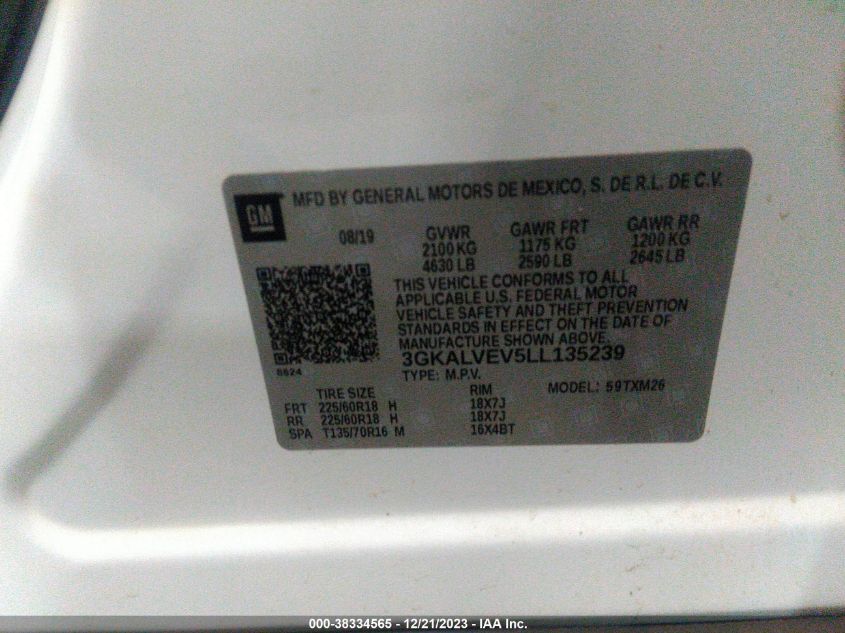 GM
MFD BY GENERAL MOTORS DE MEXICO, S. DE R.L. DE C.V.
08/19 GVWR GAWR FRT GAWR RR
2100 KG 1175 KG 1200 KG
4630 LB 2590 LB 2645 LB
THIS VEHICLE CONFORMS TO ALL
APPLICABLE U.S. FEDERAL MOTOR
VEHICLE SAFETY AND THEFT PREVENTION
STANDARDS IN EFFECT ON THE DATE OF
MANUFACTURE SHOWN ABOVE.
3GKALVEV5LL135239
8624
TYPE: M.P.V. MODEL: 59TXM26
TIRE SIZE RIM
FRT 225/60R18 H 18X7J
RR 225/60R18 H 18X7J
SPA T135/70R16 M 16X4BT
000-38334565 - 12/21/2023 - IAA Inc.